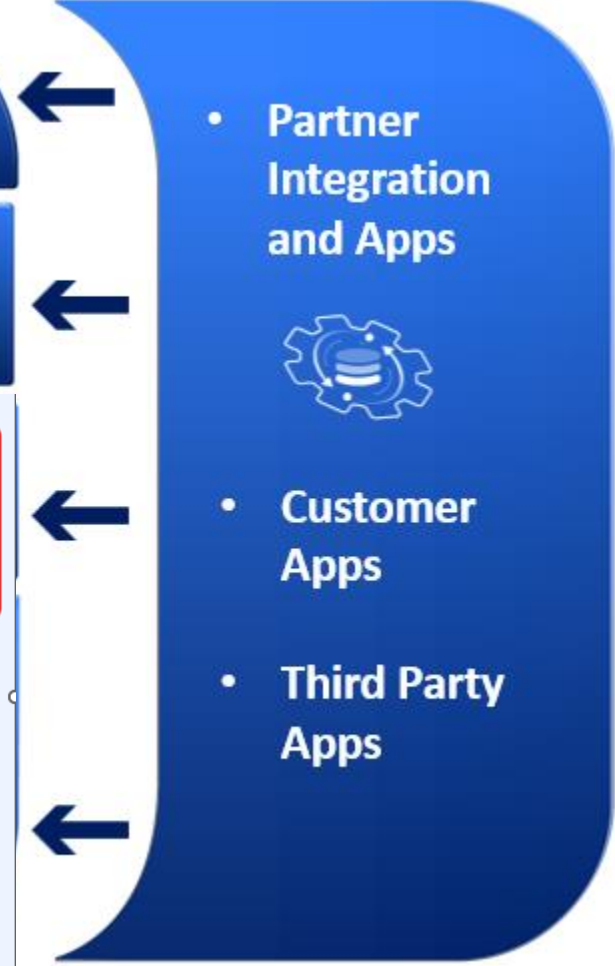 • Partner
Integration
and Apps
• Customer
Apps
• Third Party
Apps